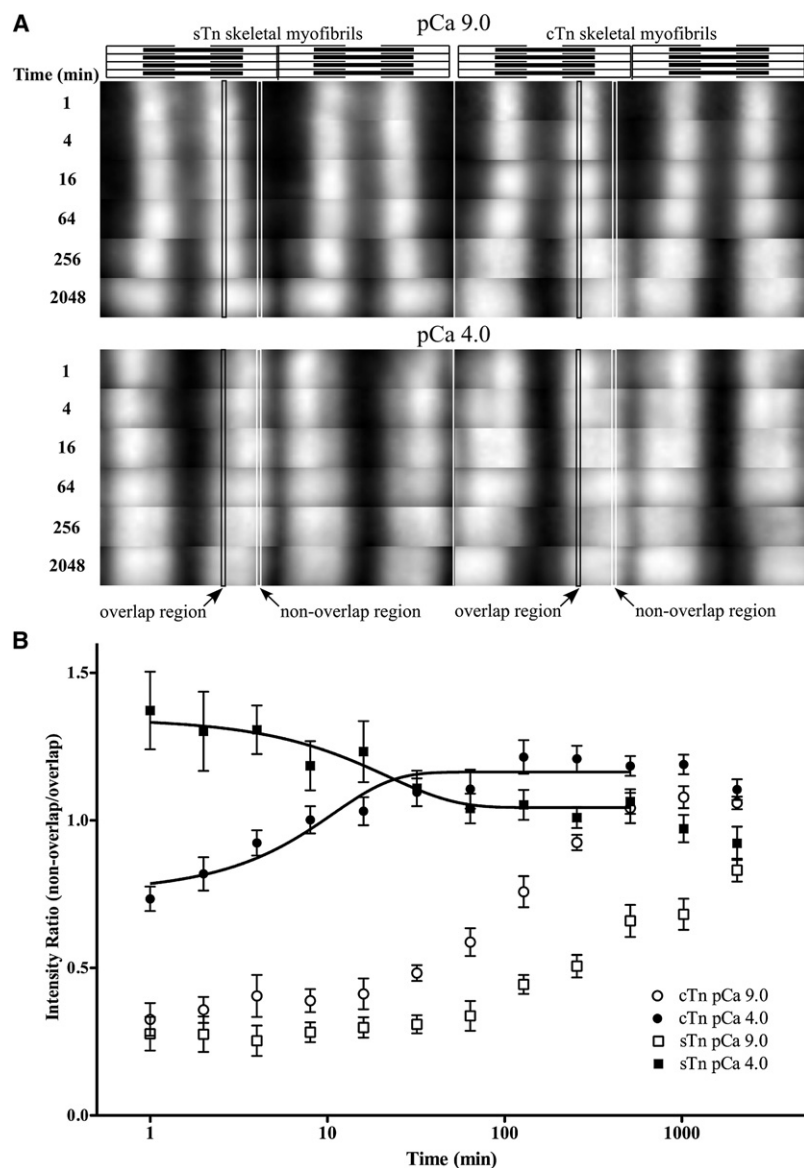 A
pCa 9.0
sTn skeletal myofibrils
cTn skeletal myofibrils
Time (min)
1
4
16
64
256
2048
pCa 4.0
1
4
16
64
256
2048
overlap region
non-overlap region
overlap region
non-overlap region
B
Intensity Ratio (non-overlap/overlap)
1.5
1.0
0.5
0.0
1
10
100
1000
Time (min)
cTn pCa 9.0
cTn pCa 4.0
sTn pCa 9.0
sTn pCa 4.0